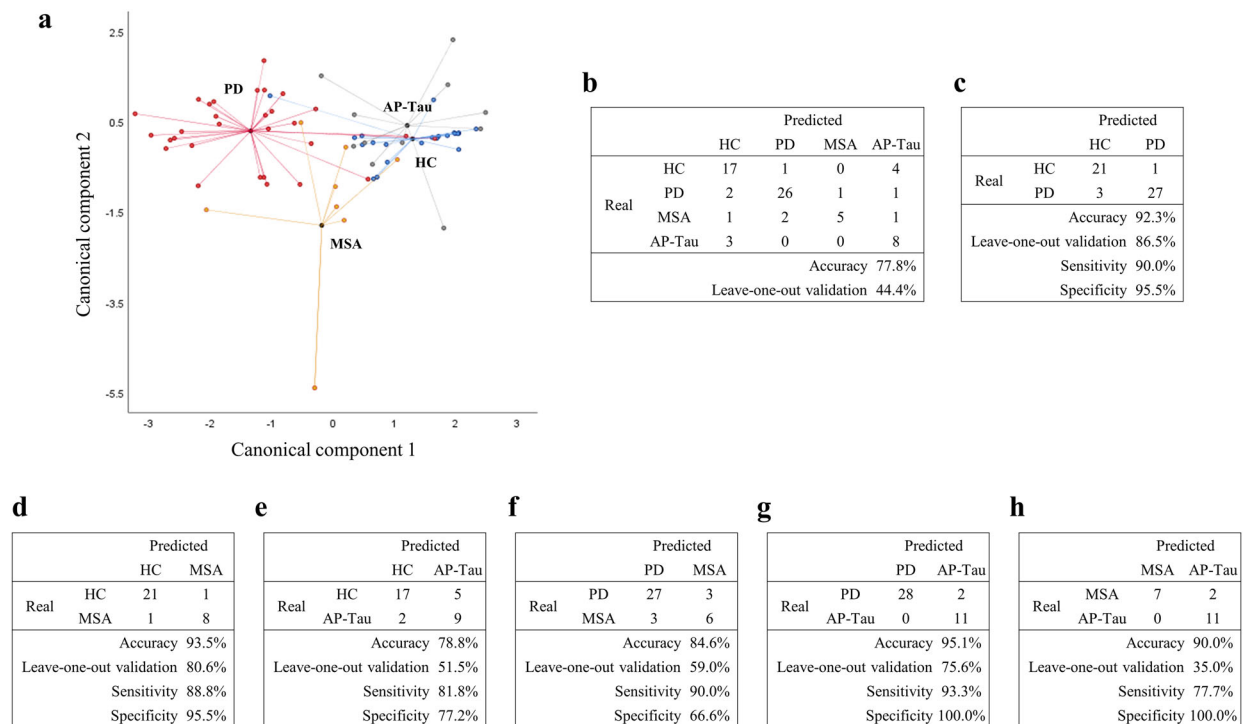 a
2.5
0.5
-1.5
-3.5
-5.5
Canonical component 2
PD
AP-Tau
HC
MSA
-3 -2 -1 0 1 2 3
Canonical component 1
b
Predicted
HC PD MSA AP-Tau
Real
HC 17 1 0 4
PD 2 26 1 1
MSA 1 2 5 1
AP-Tau 3 0 0 8
Accuracy 77.8%
Leave-one-out validation 44.4%
c
Predicted
HC PD
Real
HC 21 1
PD 3 27
Accuracy 92.3%
Leave-one-out validation 86.5%
Sensitivity 90.0%
Specificity 95.5%
d
Predicted
HC MSA
Real
HC 21 1
MSA 1 8
Accuracy 93.5%
Leave-one-out validation 80.6%
Sensitivity 88.8%
Specificity 95.5%
e
Predicted
HC AP-Tau
Real
HC 17 5
AP-Tau 2 9
Accuracy 78.8%
Leave-one-out validation 51.5%
Sensitivity 81.8%
Specificity 77.2%
f
Predicted
PD MSA
Real
PD 27 3
MSA 3 6
Accuracy 84.6%
Leave-one-out validation 59.0%
Sensitivity 90.0%
Specificity 66.6%
g
Predicted
PD AP-Tau
Real
PD 28 2
AP-Tau 0 11
Accuracy 95.1%
Leave-one-out validation 75.6%
Sensitivity 93.3%
Specificity 100.0%
h
Predicted
MSA AP-Tau
Real
MSA 7 2
AP-Tau 0 11
Accuracy 90.0%
Leave-one-out validation 35.0%
Sensitivity 77.7%
Specificity 100.0%